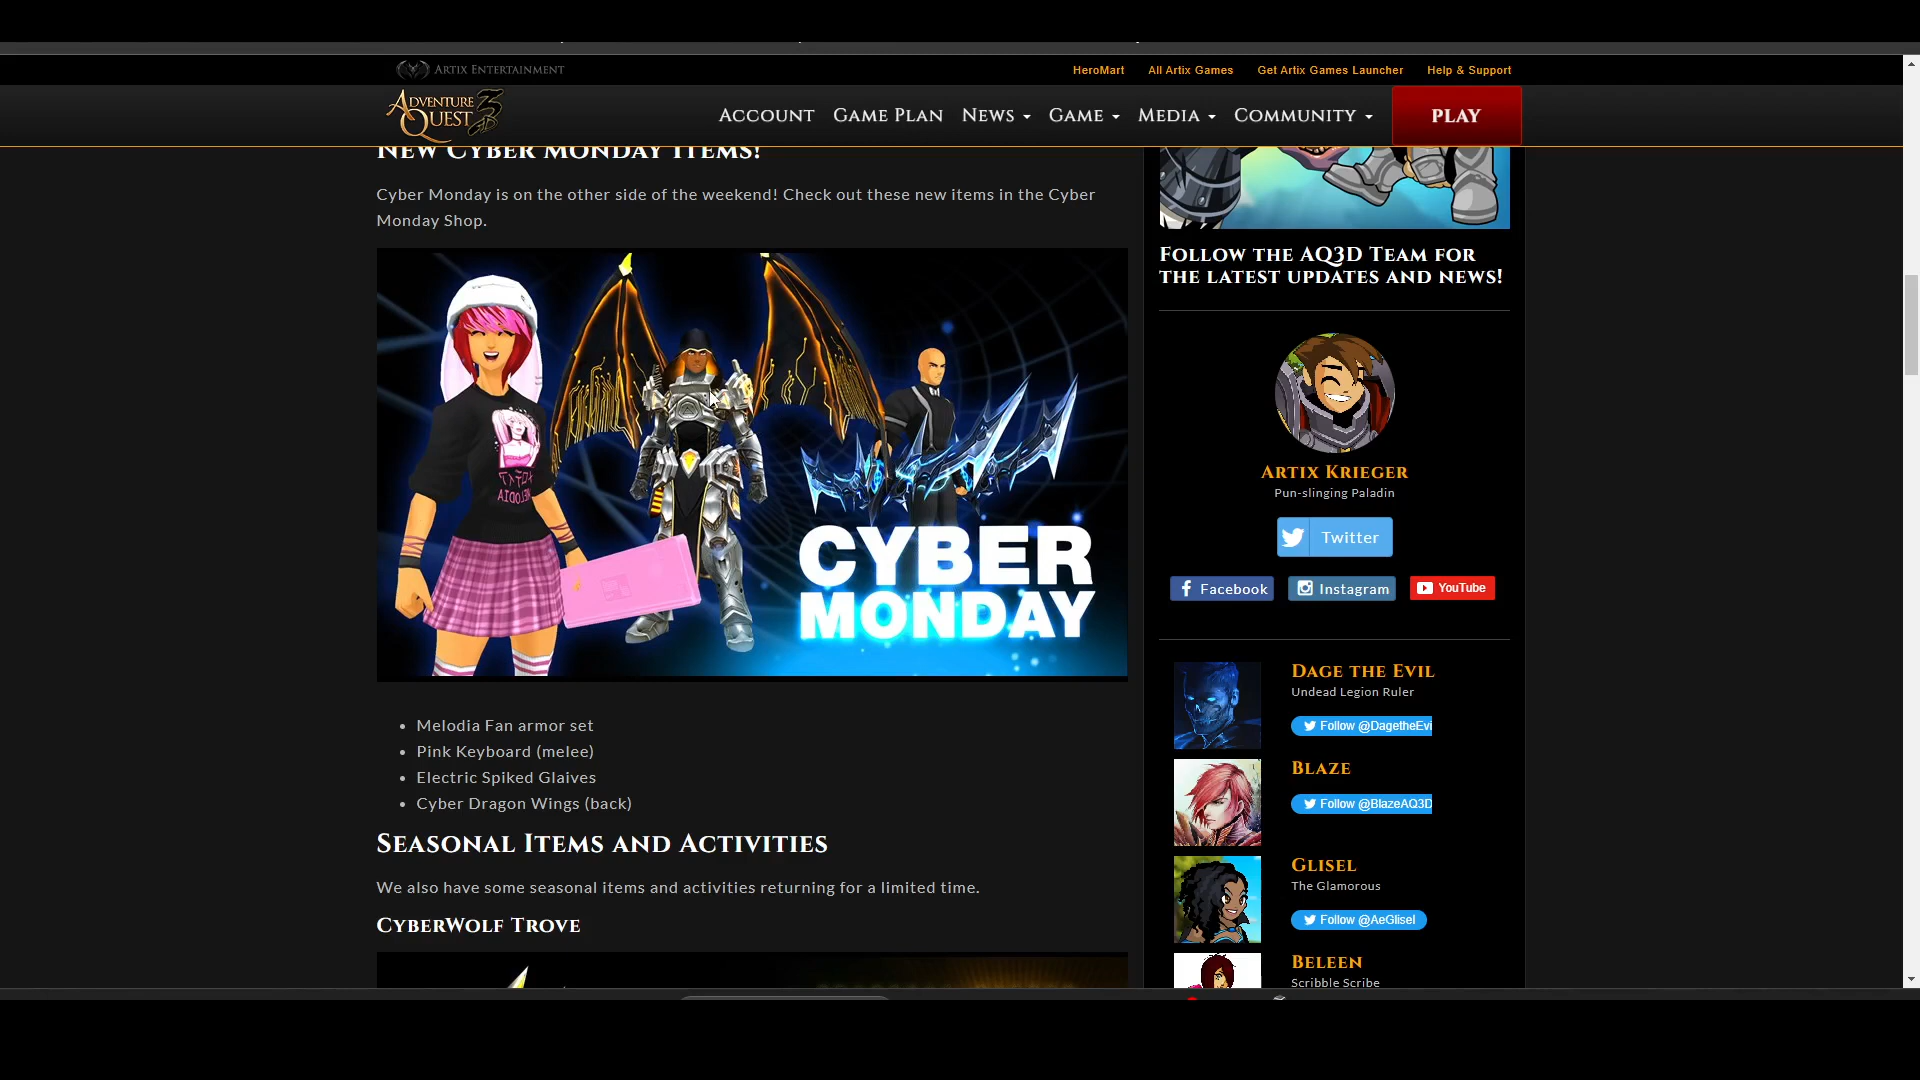 Artix Entertainment
HeroMart All Artix Games Get Artix Games Launcher Help & Support
Adventure Quest 3D
Account Game Plan News Game Media Community PLAY
New Cyber Monday Items!
Cyber Monday is on the other side of the weekend! Check out these new items in the Cyber
Monday Shop.
CYBER
MONDAY
Melodia Fan armor set
Pink Keyboard (melee)
Electric Spiked Glaives
Cyber Dragon Wings (back)
Seasonal Items and Activities
We also have some seasonal items and activities returning for a limited time.
CyberWolf Trove
Follow the AQ3D Team for
the latest updates and news!
Artix Krieger
Pun-slinging Paladin
Twitter
Facebook Instagram YouTube
Dage the Evil
Undead Legion Ruler
Follow @DagetheEvi
Blaze
Follow @BlazeAQ3D
Glisel
The Glamorous
Follow @AeGlisel
Beleen
Scribble Scribe